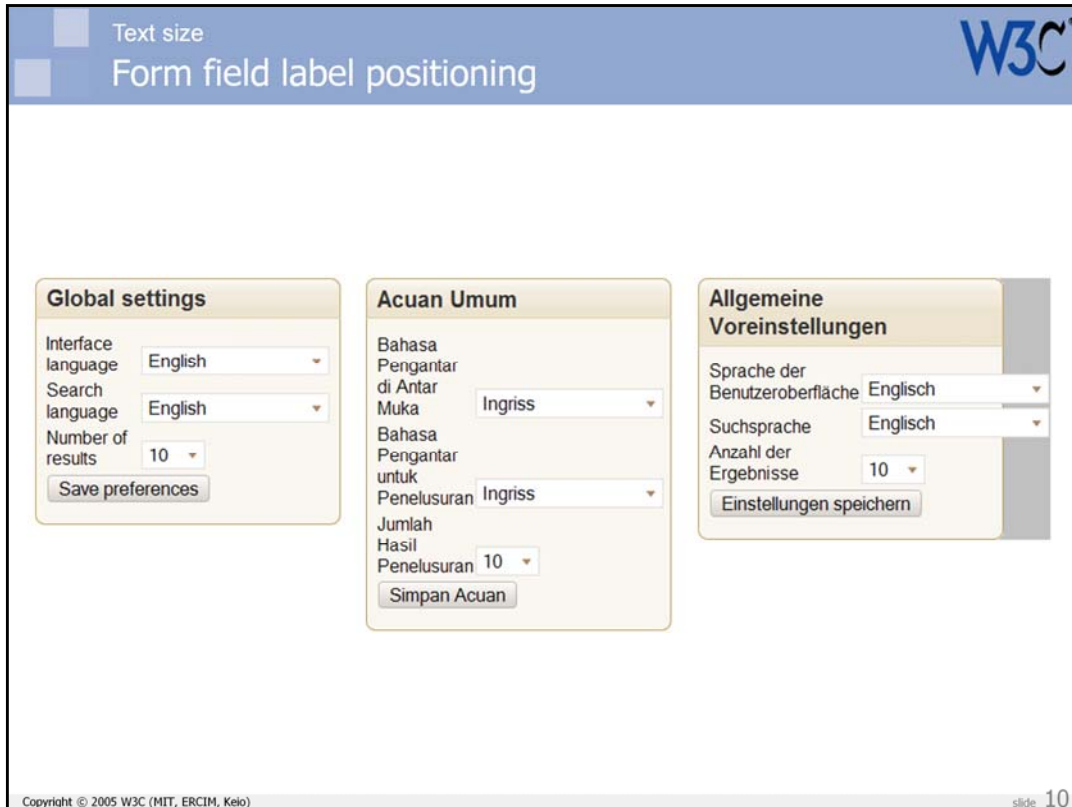 Text size
Form field label positioning
W3C
Global settings
Interface
language
English
Search
language
English
Number of
results
10
Save preferences
Acuan Umum
Bahasa
Pengantar
di Antar
Muka
Ingriss
Bahasa
Pengantar
untuk
Penelusuran
Ingriss
Jumlah
Hasil
Penelusuran
10
Simpan Acuan
Allgemeine
Voreinstellungen
Sprache der
Benutzeroberfläche
Englisch
Suchsprache
Englisch
Anzahl der
Ergebnisse
10
Einstellungen speichern
Copyright © 2005 W3C (MIT, ERCIM, Keio)
slide 10